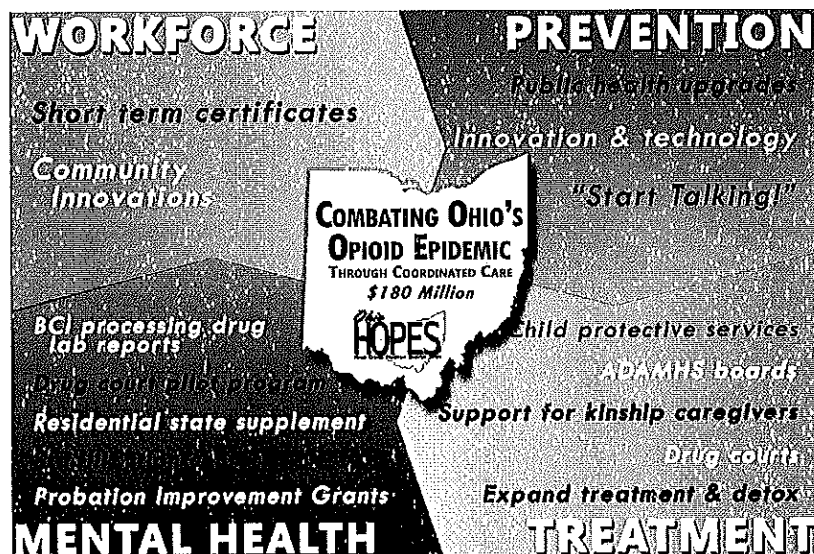 WORKFORCE
Short term certificates
Community
Innovations
PREVENTION
Public health upgrades
Innovation & technology
"Start Talking!"
COMBATING OHIO'S
OPIOID EPIDEMIC
THROUGH COORDINATED CARE
$180 Million
HOPES
BCI processing drug
lab reports
Drug court pilot program
Residential state supplement
Probation Improvement Grants
MENTAL HEALTH
Child protective services
ADAMHS boards
Support for kinship caregivers
Drug courts
Expand treatment & detox
TREATMENT